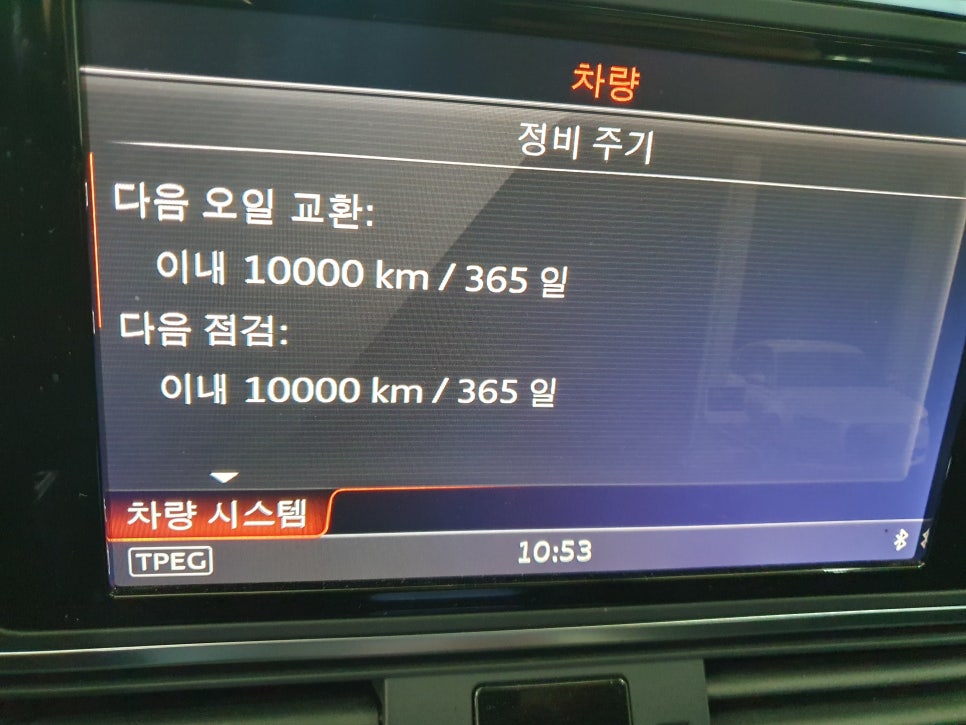 차량
정비 주기
다음 오일 교환:
이내 10000 km / 365 일
다음 점검:
이내 10000 km / 365 일
차량 시스템
TPEG
10:53